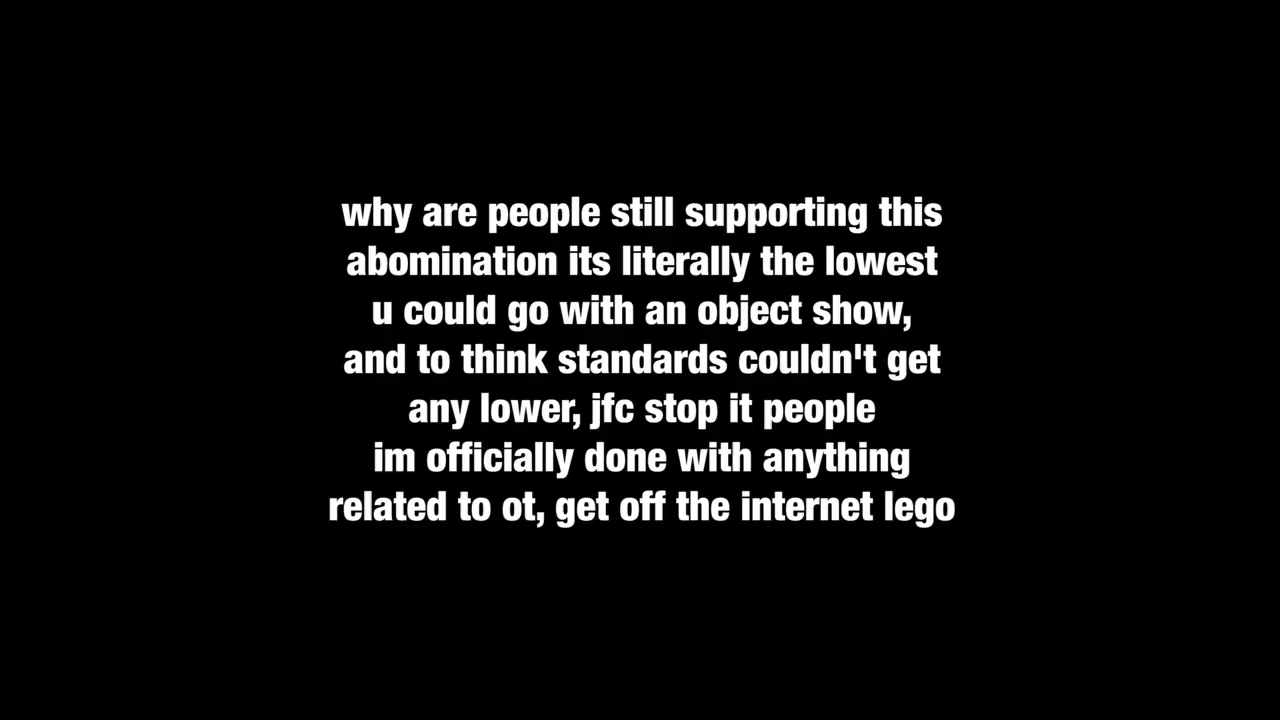 why are people still supporting this
abomination its literally the lowest
u could go with an object show,
and to think standards couldn't get
any lower, jfc stop it people
im officially done with anything
related to ot, get off the internet lego